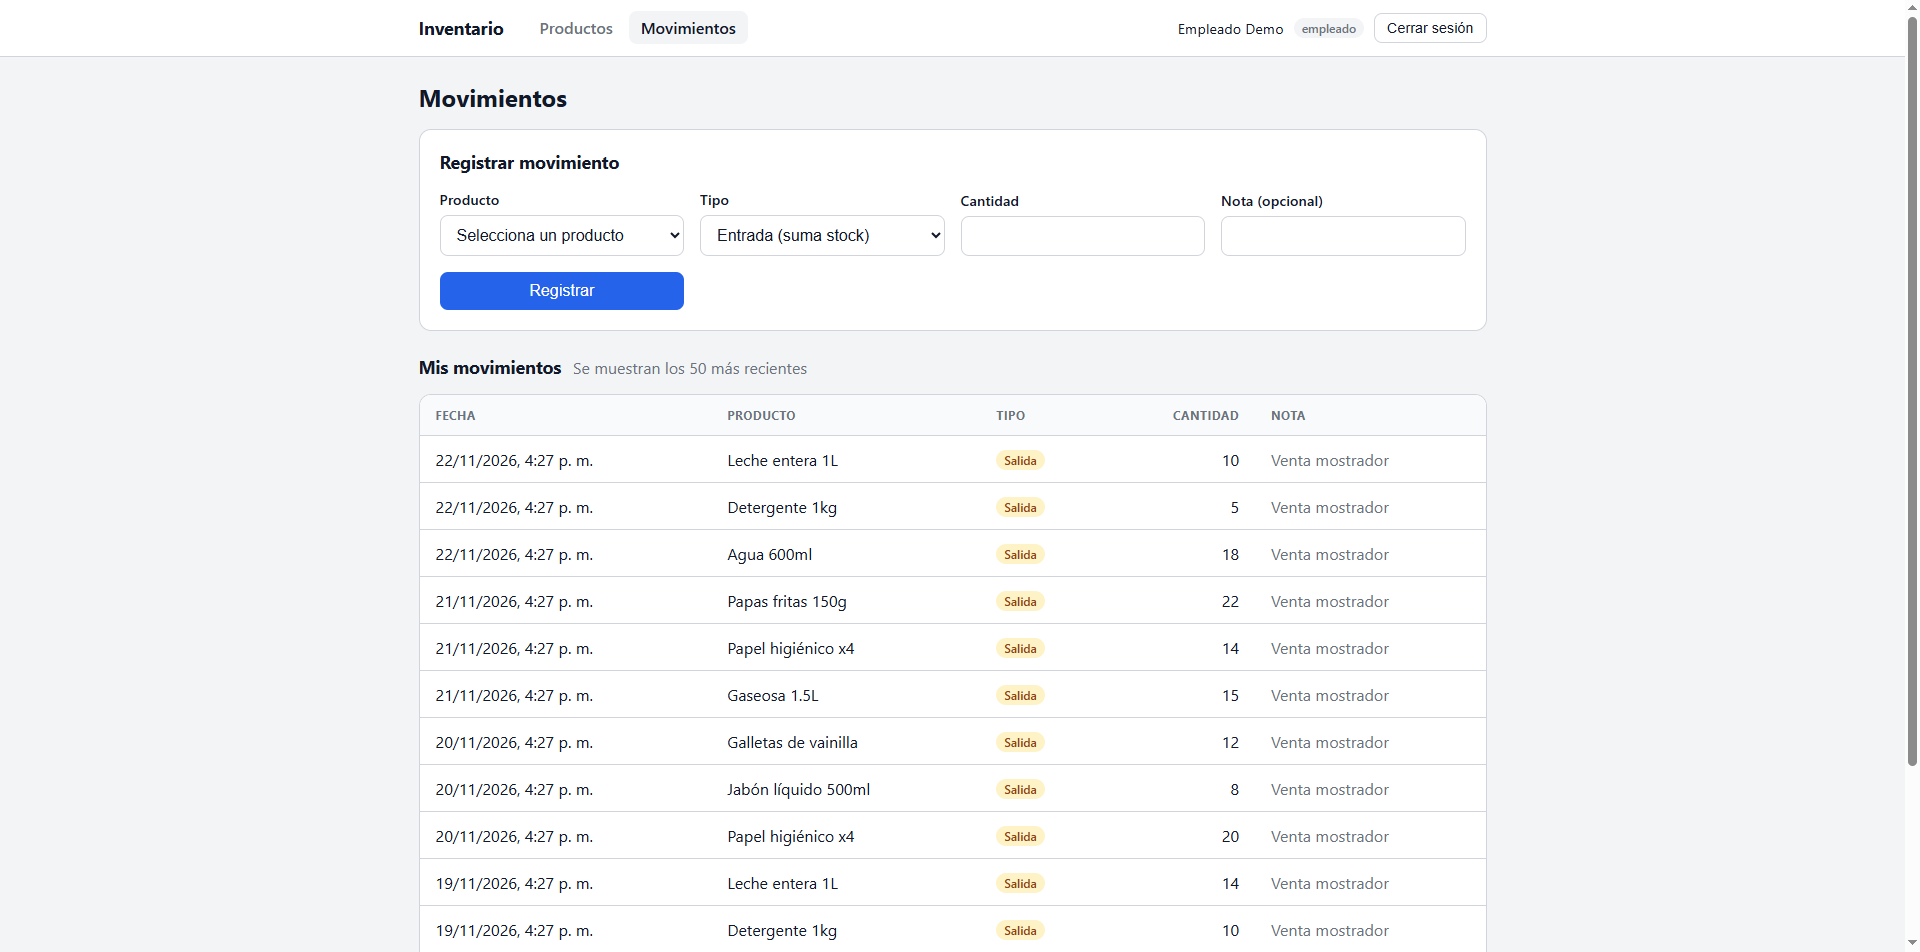 Inventario Productos Movimientos Empleado Demo empleado Cerrar sesión
Movimientos
Registrar movimiento
Producto Tipo Cantidad Nota (opcional)
Selecciona un producto Entrada (suma stock)
Registrar
Mis movimientos Se muestran los 50 más recientes
FECHA PRODUCTO TIPO CANTIDAD NOTA
22/11/2026, 4:27 p. m. Leche entera 1L Salida 10 Venta mostrador
22/11/2026, 4:27 p. m. Detergente 1kg Salida 5 Venta mostrador
22/11/2026, 4:27 p. m. Agua 600ml Salida 18 Venta mostrador
21/11/2026, 4:27 p. m. Papas fritas 150g Salida 22 Venta mostrador
21/11/2026, 4:27 p. m. Papel higiénico x4 Salida 14 Venta mostrador
21/11/2026, 4:27 p. m. Gaseosa 1.5L Salida 15 Venta mostrador
20/11/2026, 4:27 p. m. Galletas de vainilla Salida 12 Venta mostrador
20/11/2026, 4:27 p. m. Jabón líquido 500ml Salida 8 Venta mostrador
20/11/2026, 4:27 p. m. Papel higiénico x4 Salida 20 Venta mostrador
19/11/2026, 4:27 p. m. Leche entera 1L Salida 14 Venta mostrador
19/11/2026, 4:27 p. m. Detergente 1kg Salida 10 Venta mostrador